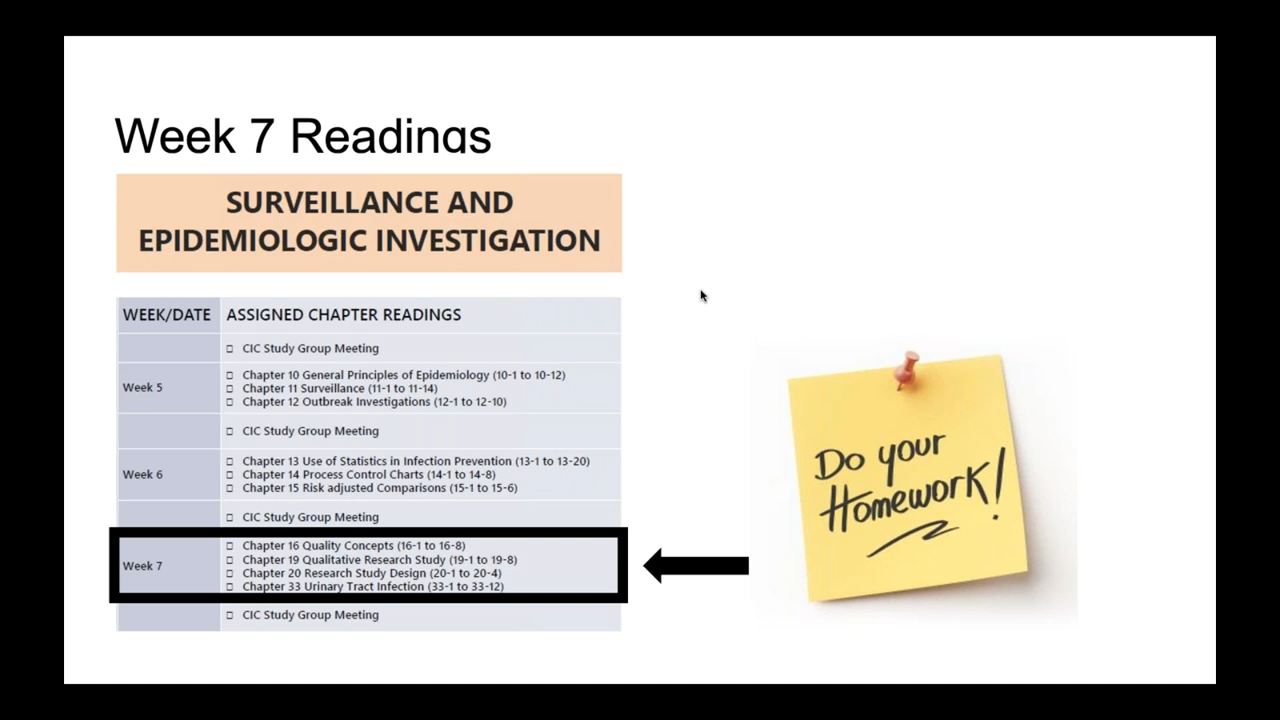 Week 7 Readings
SURVEILLANCE AND
EPIDEMIOLOGIC INVESTIGATION
WEEK/DATE ASSIGNED CHAPTER READINGS
□ CIC Study Group Meeting
Week 5
□ Chapter 10 General Principles of Epidemiology (10-1 to 10-12)
□ Chapter 11 Surveillance (11-1 to 11-14)
□ Chapter 12 Outbreak Investigations (12-1 to 12-10)
□ CIC Study Group Meeting
Week 6
□ Chapter 13 Use of Statistics in Infection Prevention (13-1 to 13-20)
□ Chapter 14 Process Control Charts (14-1 to 14-8)
□ Chapter 15 Risk adjusted Comparisons (15-1 to 15-6)
□ CIC Study Group Meeting
Week 7
□ Chapter 16 Quality Concepts (16-1 to 16-8)
□ Chapter 19 Qualitative Research Study (19-1 to 19-8)
□ Chapter 20 Research Study Design (20-1 to 20-4)
□ Chapter 33 Urinary Tract Infection (33-1 to 33-12)
□ CIC Study Group Meeting
Do your
Homework!